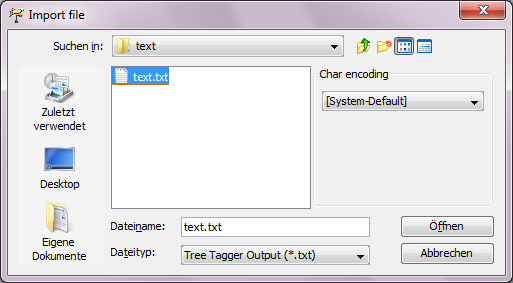 Import file
Suchen in: text
text.txt
Char encoding
[System-Default]
Zuletzt
verwendet
Desktop
Eigene
Dokumente
Dateiname: text.txt
Öffnen
Dateityp: Tree Tagger Output (*.txt)
Abbrechen